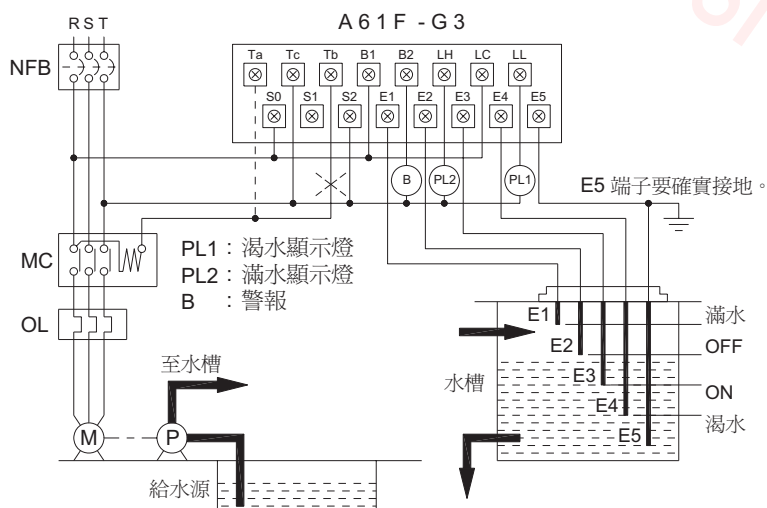 R S T
A61F-G3
NFB
Ta Tc Tb B1 B2 LH LC LL
S0 S1 S2 E1 E2 E3 E4 E5
B PL2 PL1
E5 端子要確實接地。
MC
PL1：渴水顯示燈
PL2：滿水顯示燈
B ：警報
OL
E1 滿水
E2 OFF
至水槽
水槽
E3 ON
E4 渴水
M P
E5
給水源